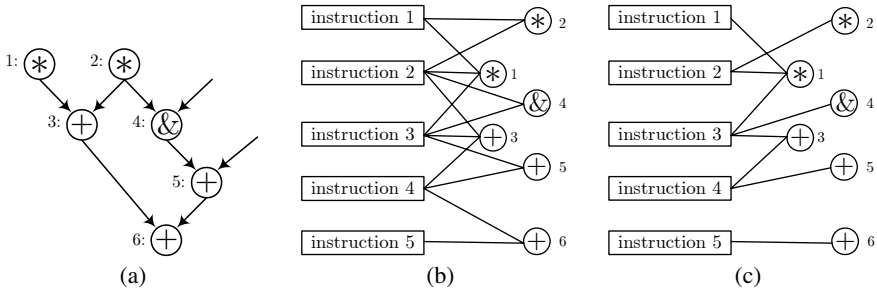 1: *
2: *
3: +
4: &
5: +
6: +
(a)
instruction 1
instruction 2
instruction 3
instruction 4
instruction 5
* 2
* 1
& 4
+ 3
+ 5
+ 6
(b)
instruction 1
instruction 2
instruction 3
instruction 4
instruction 5
* 2
* 1
& 4
+ 3
+ 5
+ 6
(c)